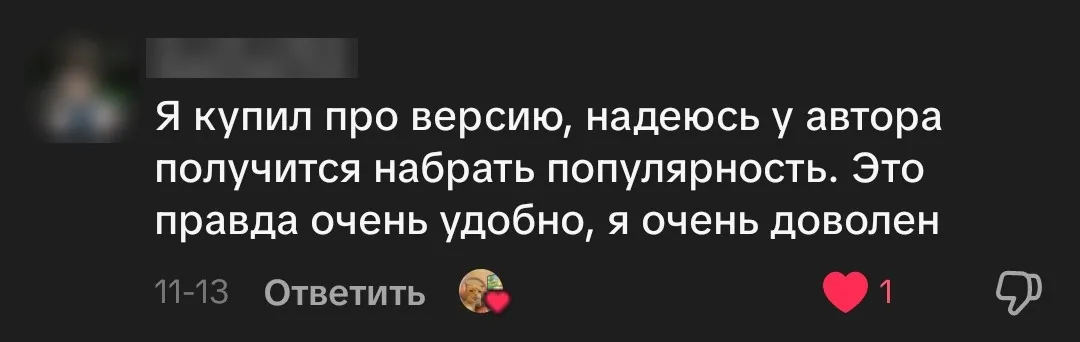 Я купил про версию, надеюсь у автора
получится набрать популярность. Это
правда очень удобно, я очень доволен
11-13 Ответить 1